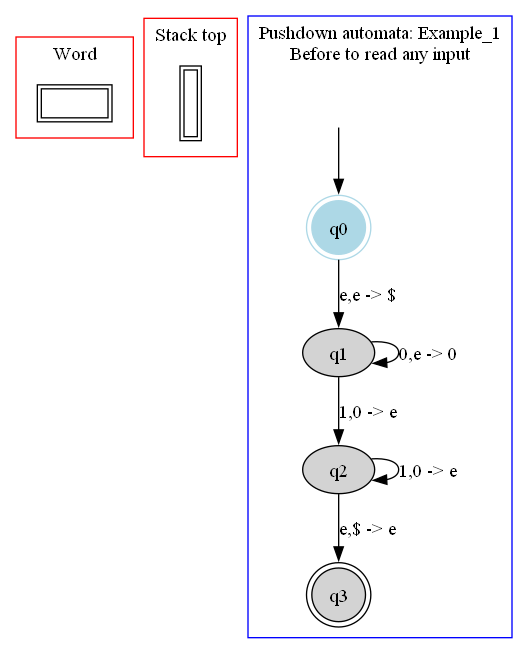 Word
Stack top
Pushdown automata: Example_1
Before to read any input
q0
e,e -> $
q1
0,e -> 0
1,0 -> e
q2
1,0 -> e
e,$ -> e
q3